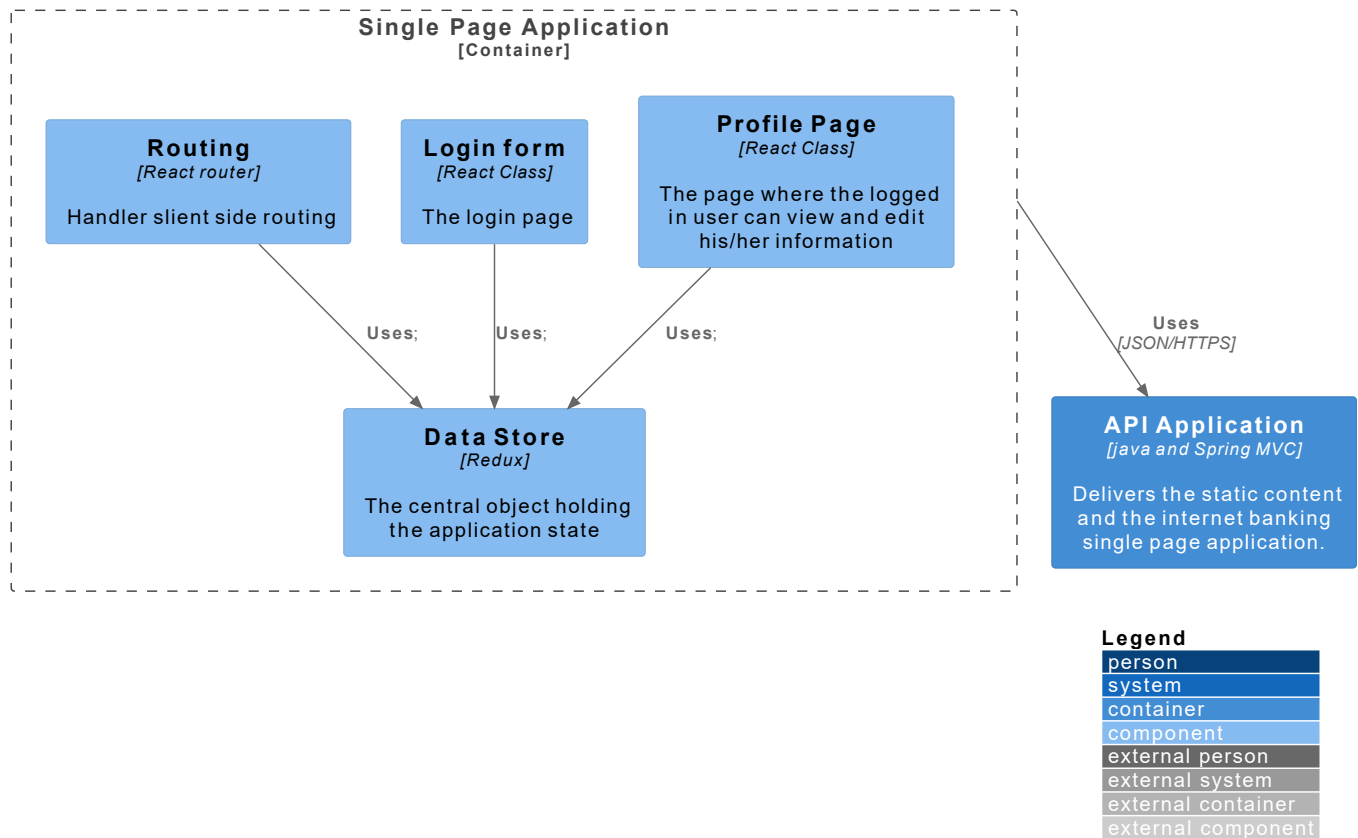 Single Page Application
[Container]
Routing
[React router]
Handler slient side routing
Login form
[React Class]
The login page
Profile Page
[React Class]
The page where the logged
in user can view and edit
his/her information
Uses;
Uses;
Uses;
Uses
[JSON/HTTPS]
Data Store
[Redux]
The central object holding
the application state
API Application
[java and Spring MVC]
Delivers the static content
and the internet banking
single page application.
Legend
person
system
container
component
external person
external system
external container
external component